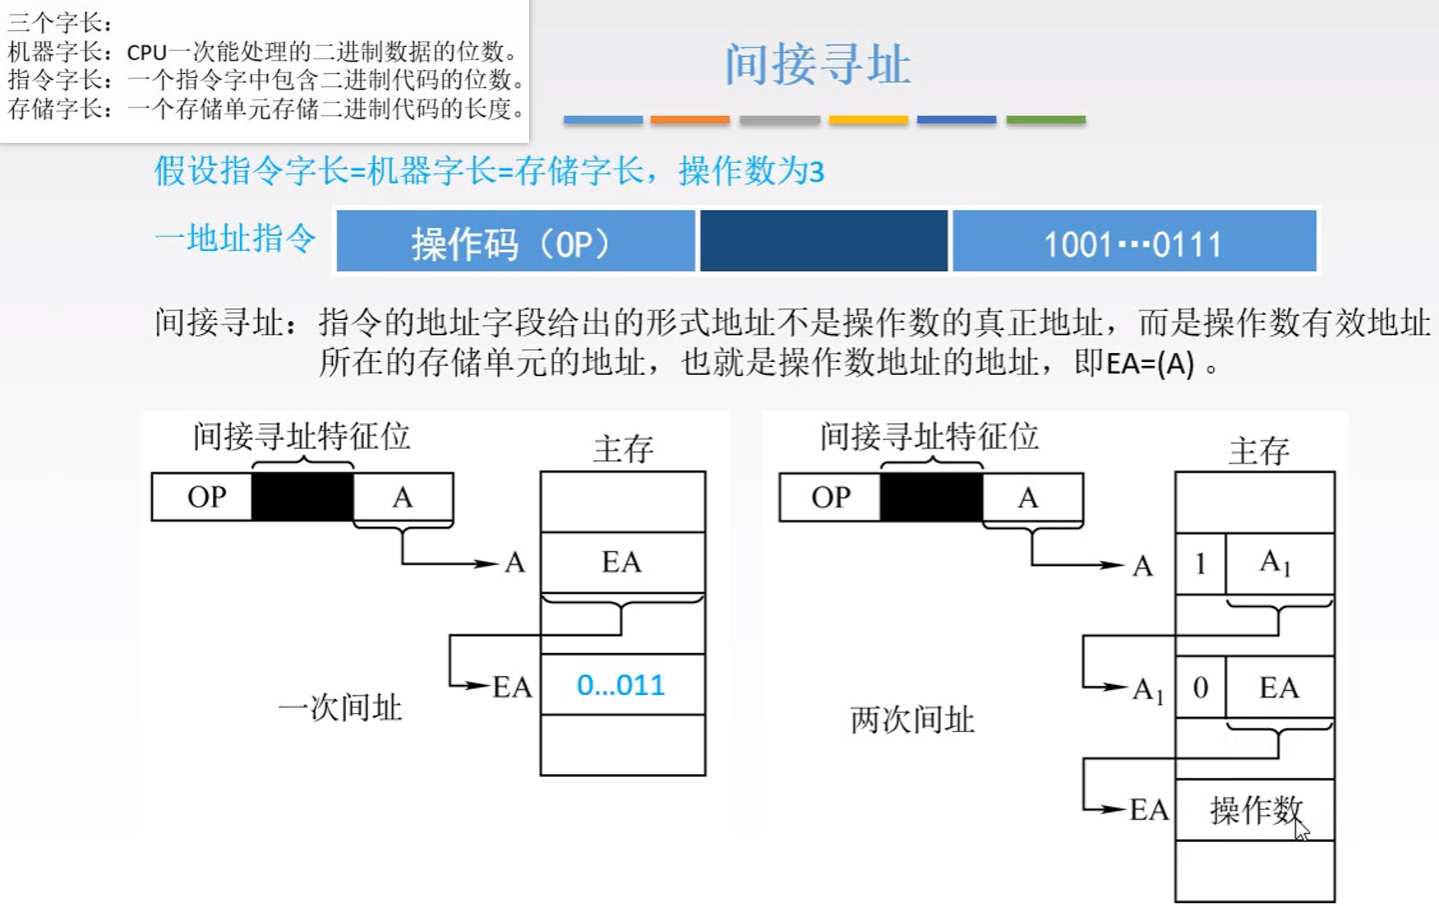 三个字长：
机器字长：CPU一次能处理的二进制数据的位数。
指令字长：一个指令字中包含二进制代码的位数。
存储字长：一个存储单元存储二进制代码的长度。
间接寻址
假设指令字长=机器字长=存储字长，操作数为3
一地址指令 操作码（OP） 1001···0111
间接寻址：指令的地址字段给出的形式地址不是操作数的真正地址，而是操作数有效地址
所在的存储单元的地址，也就是操作数地址的地址，即EA=(A) 。
间接寻址特征位
主存
OP A
A EA
EA 0...011
一次间址
间接寻址特征位
主存
OP A
A 1 A₁
A₁ 0 EA
两次间址
EA 操作数